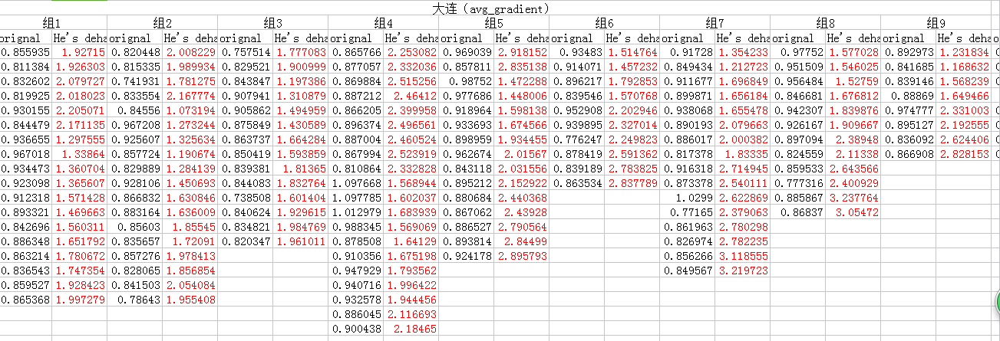 大连（avg_gradient）
组1 组2 组3 组4 组5 组6 组7 组8 组9
orignal He's deha orignal He's deha orignal He's deha orignal He's deha orignal He's deha orignal He's deha orignal He's deha orignal He's deha orignal He's deha
0.855935 1.92715 0.820448 2.008229 0.757514 1.777083 0.865766 2.253082 0.969039 2.918152 0.93483 1.514764 0.91728 1.354233 0.97752 1.577028 0.892973 1.231834
0.811384 1.926303 0.815335 1.989934 0.829521 1.900999 0.877057 2.332036 0.857811 2.835138 0.914071 1.457232 0.849434 1.212723 0.951509 1.546025 0.841685 1.168632
0.832602 2.079727 0.741931 1.781275 0.843847 1.197386 0.869884 2.515256 0.98752 1.472288 0.896217 1.792853 0.911677 1.696849 0.956484 1.52759 0.839146 1.568239
0.819925 2.018023 0.833554 2.167774 0.907941 1.310879 0.887212 2.46412 0.977686 1.448006 0.839546 1.570768 0.899871 1.656184 0.846681 1.676812 0.88869 1.649466
0.930155 2.205071 0.84556 1.073194 0.905862 1.494959 0.866205 2.399958 0.918964 1.598138 0.952908 2.202946 0.938068 1.655478 0.942307 1.839876 0.974777 2.331003
0.844479 2.171135 0.967208 1.273244 0.875849 1.430589 0.896374 2.496561 0.933693 1.674566 0.939895 2.327014 0.890193 2.079663 0.926167 1.909667 0.895127 2.192555
0.936655 1.297555 0.925607 1.325634 0.863737 1.664284 0.887004 2.460524 0.898959 1.934455 0.776247 2.249823 0.886017 2.000382 0.897094 2.38948 0.836092 2.624406
0.967018 1.33864 0.857724 1.190674 0.850419 1.593859 0.867994 2.523919 0.962674 2.01567 0.878419 2.591362 0.817378 1.83335 0.824559 2.11338 0.866908 2.828153
0.934473 1.360704 0.829889 1.284139 0.839381 1.81365 0.810864 2.332828 0.843118 2.031556 0.839189 2.783825 0.916318 2.714945 0.859533 2.643566
0.923098 1.365607 0.928106 1.450693 0.844083 1.832764 1.097668 1.568944 0.895212 2.152922 0.863534 2.837789 0.873378 2.540111 0.777316 2.400929
0.912318 1.571428 0.866832 1.630846 0.738508 1.601404 1.097785 1.602037 0.880684 2.440368 1.0299 2.622869 0.885867 3.237764
0.893321 1.469663 0.883164 1.636009 0.840624 1.929615 1.012979 1.683939 0.867062 2.43928 0.77165 2.379063 0.86837 3.05472
0.842696 1.560311 0.85603 1.85545 0.834821 1.984769 0.988345 1.569069 0.886527 2.790564 0.861963 2.780298
0.886348 1.651792 0.835657 1.72091 0.820347 1.961011 0.878508 1.64129 0.893814 2.84499 0.826974 2.782235
0.863214 1.780672 0.857276 1.978413 0.910356 1.675198 0.924178 2.895793 0.856266 3.118555
0.836543 1.747354 0.828065 1.856854 0.947929 1.793562 0.849567 3.219723
0.859527 1.928423 0.841503 2.054084 0.940716 1.996422
0.865368 1.997279 0.78643 1.955408 0.932578 1.944456
0.886045 2.116693
0.900438 2.18465